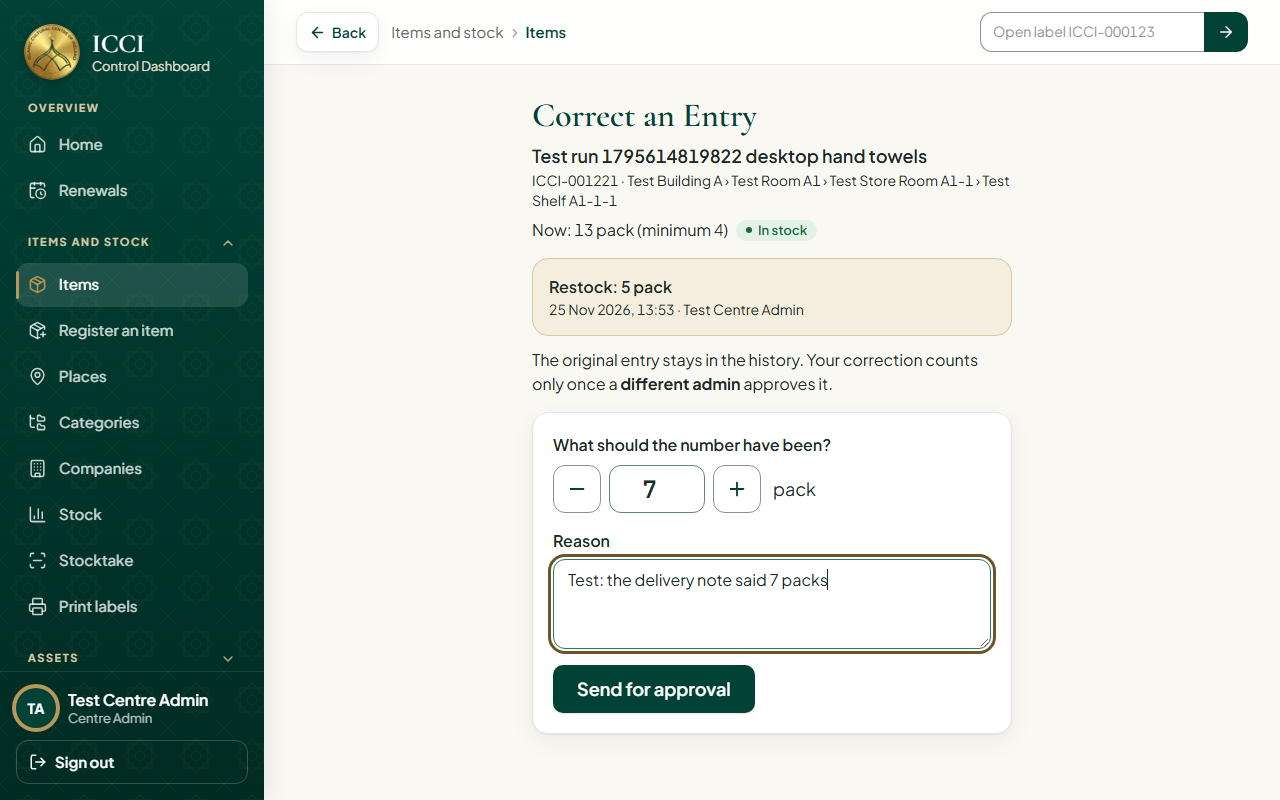 ICCI
Control Dashboard
OVERVIEW
Home
Renewals
ITEMS AND STOCK
Items
Register an item
Places
Categories
Companies
Stock
Stocktake
Print labels
ASSETS
TA
Test Centre Admin
Centre Admin
Sign out
Back
Items and stock › Items
Open label ICCI-000123
Correct an Entry
Test run 1795614819822 desktop hand towels
ICCI-001221 · Test Building A › Test Room A1 › Test Store Room A1-1 › Test
Shelf A1-1-1
Now: 13 pack (minimum 4)
In stock
Restock: 5 pack
25 Nov 2026, 13:53 · Test Centre Admin
The original entry stays in the history. Your correction counts
only once a different admin approves it.
What should the number have been?
− 7 + pack
Reason
Test: the delivery note said 7 packs
Send for approval